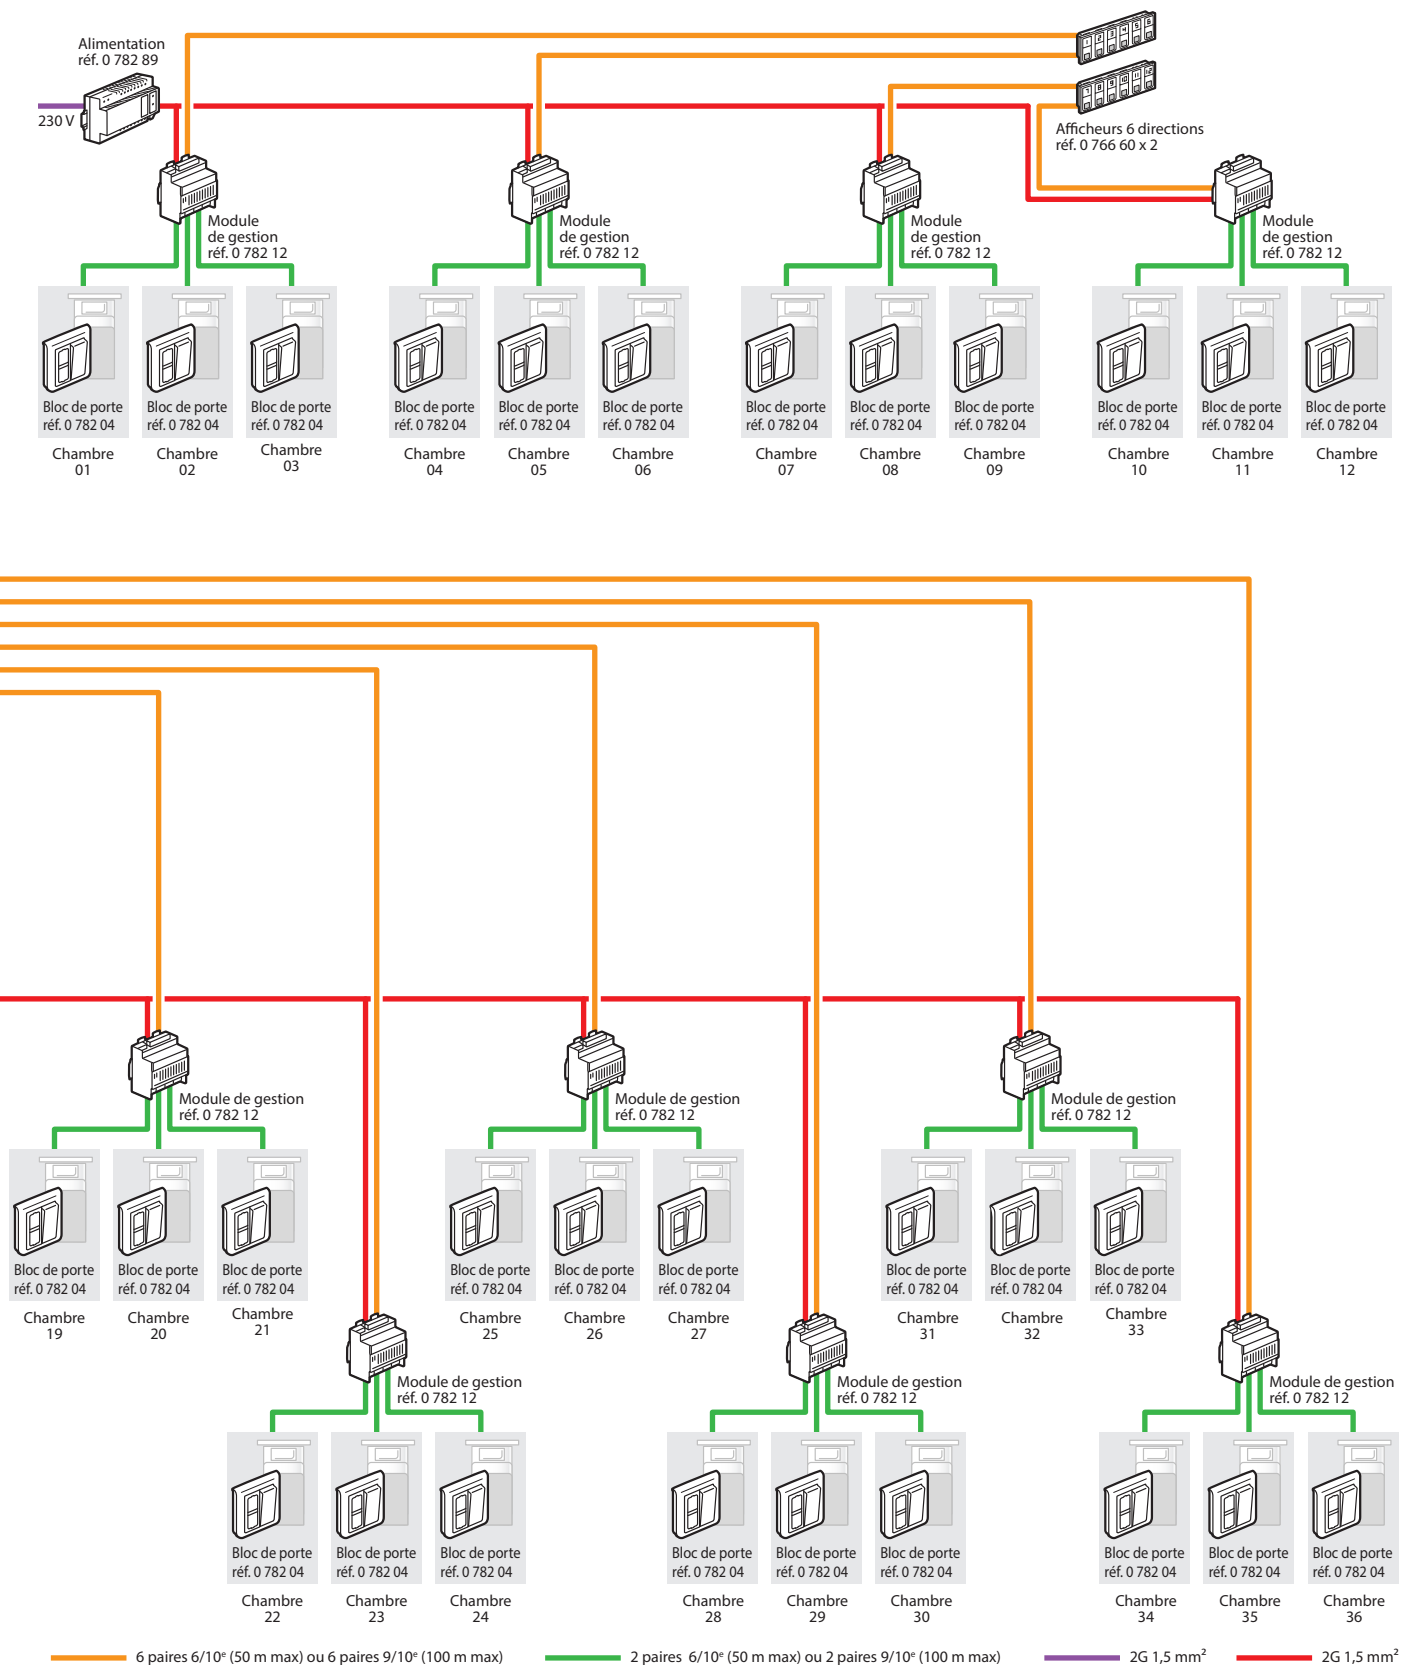 Alimentation
réf. 0 782 89
230 V
1 2 3 4 5 6
7 8 9 10 11 12
Afficheurs 6 directions
réf. 0 766 60 x 2
Module
de gestion
réf. 0 782 12
Module
de gestion
réf. 0 782 12
Module
de gestion
réf. 0 782 12
Module
de gestion
réf. 0 782 12
Bloc de porte
réf. 0 782 04
Chambre
01
Bloc de porte
réf. 0 782 04
Chambre
02
Bloc de porte
réf. 0 782 04
Chambre
03
Bloc de porte
réf. 0 782 04
Chambre
04
Bloc de porte
réf. 0 782 04
Chambre
05
Bloc de porte
réf. 0 782 04
Chambre
06
Bloc de porte
réf. 0 782 04
Chambre
07
Bloc de porte
réf. 0 782 04
Chambre
08
Bloc de porte
réf. 0 782 04
Chambre
09
Bloc de porte
réf. 0 782 04
Chambre
10
Bloc de porte
réf. 0 782 04
Chambre
11
Bloc de porte
réf. 0 782 04
Chambre
12
Module de gestion
réf. 0 782 12
Module de gestion
réf. 0 782 12
Module de gestion
réf. 0 782 12
Bloc de porte
réf. 0 782 04
Chambre
19
Bloc de porte
réf. 0 782 04
Chambre
20
Bloc de porte
réf. 0 782 04
Chambre
21
Bloc de porte
réf. 0 782 04
Chambre
25
Bloc de porte
réf. 0 782 04
Chambre
26
Bloc de porte
réf. 0 782 04
Chambre
27
Bloc de porte
réf. 0 782 04
Chambre
31
Bloc de porte
réf. 0 782 04
Chambre
32
Bloc de porte
réf. 0 782 04
Chambre
33
Module de gestion
réf. 0 782 12
Module de gestion
réf. 0 782 12
Module de gestion
réf. 0 782 12
Bloc de porte
réf. 0 782 04
Chambre
22
Bloc de porte
réf. 0 782 04
Chambre
23
Bloc de porte
réf. 0 782 04
Chambre
24
Bloc de porte
réf. 0 782 04
Chambre
28
Bloc de porte
réf. 0 782 04
Chambre
29
Bloc de porte
réf. 0 782 04
Chambre
30
Bloc de porte
réf. 0 782 04
Chambre
34
Bloc de porte
réf. 0 782 04
Chambre
35
Bloc de porte
réf. 0 782 04
Chambre
36
6 paires 6/10ᵉ (50 m max) ou 6 paires 9/10ᵉ (100 m max)
2 paires 6/10ᵉ (50 m max) ou 2 paires 9/10ᵉ (100 m max)
2G 1,5 mm²
2G 1,5 mm²